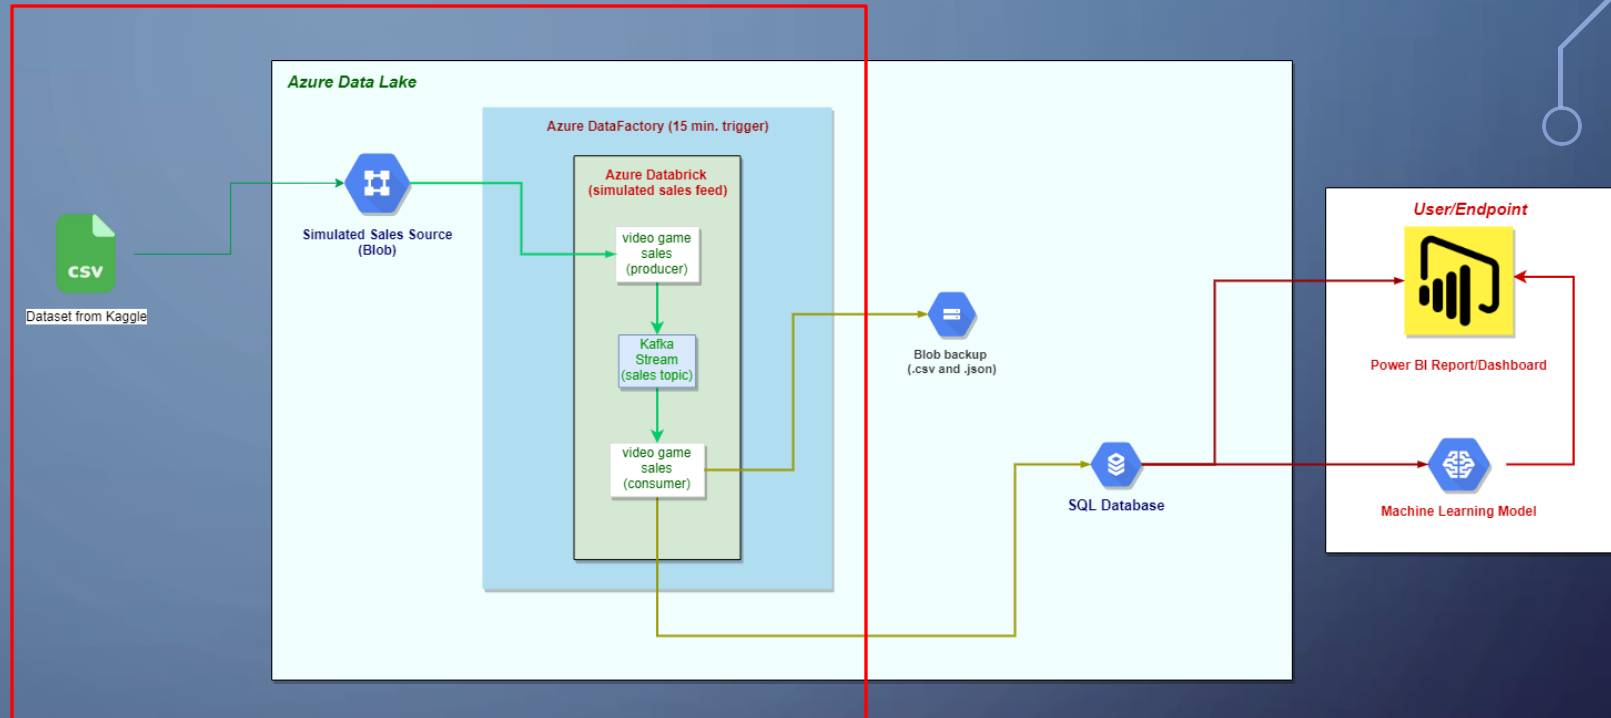 Azure Data Lake
Azure DataFactory (15 min. trigger)
Azure Databrick
(simulated sales feed)
video game
sales
(producer)
Simulated Sales Source
(Blob)
CSV
Dataset from Kaggle
Kafka
Stream
(sales topic)
video game
sales
(consumer)
Blob backup
(.csv and .json)
SQL Database
User/Endpoint
Power BI Report/Dashboard
Machine Learning Model